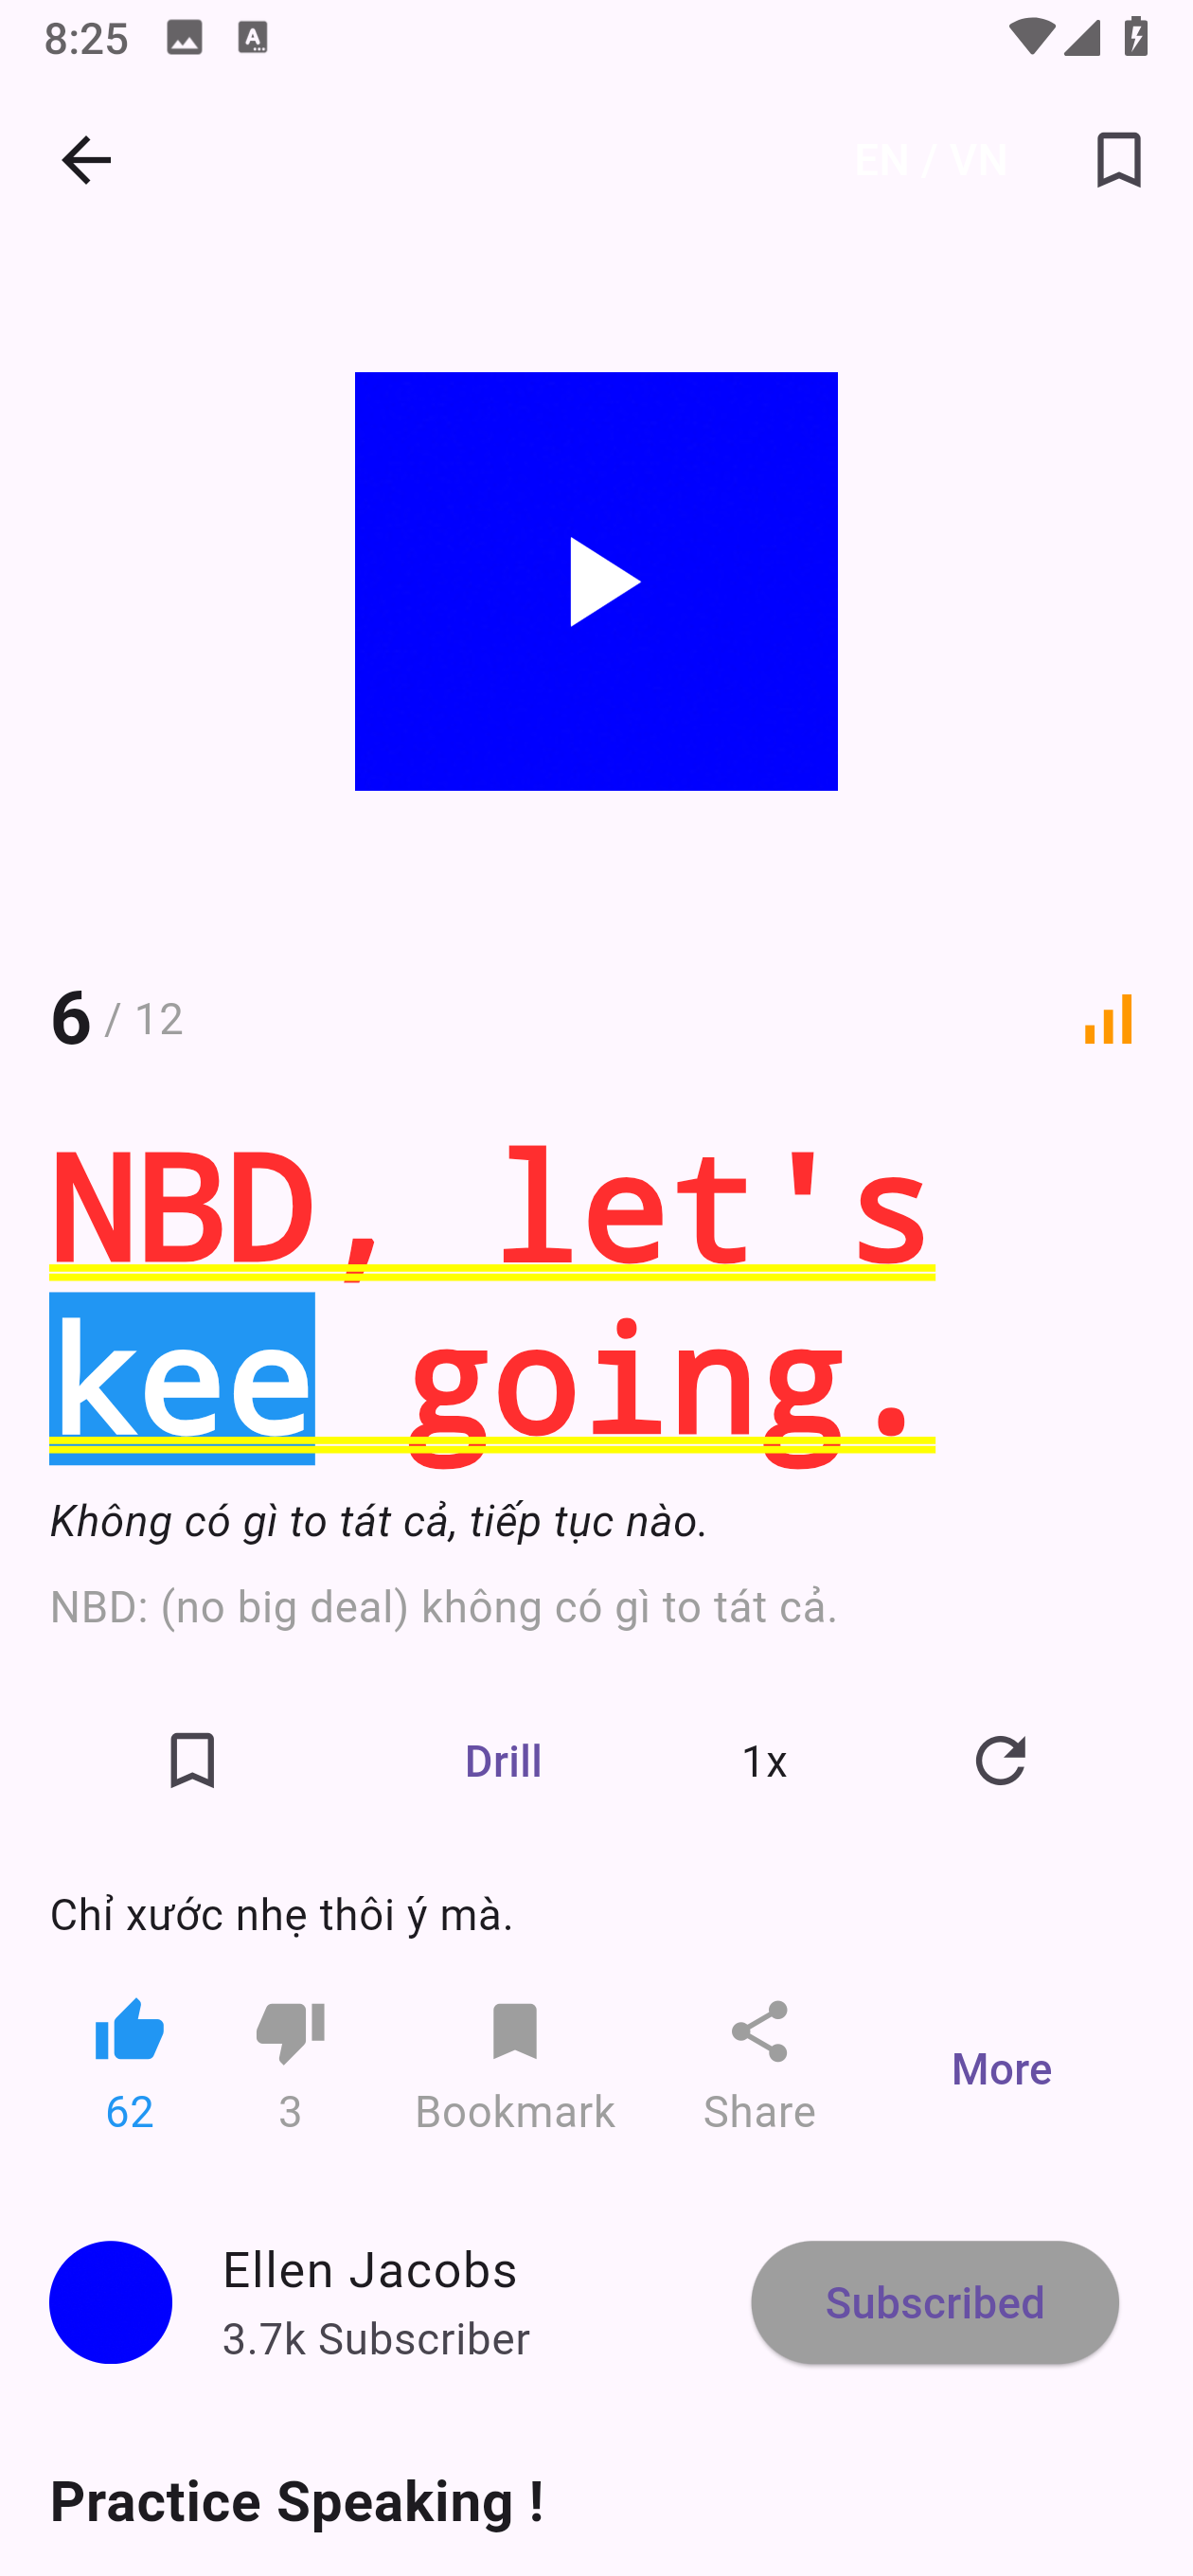 8:25
EN / VN
6 / 12
NBD, let's
kee going.
Không có gì to tát cả, tiếp tục nào.
NBD: (no big deal) không có gì to tát cả.
Drill 1x
Chỉ xước nhẹ thôi ý mà.
62 3 Bookmark Share More
Ellen Jacobs
3.7k Subscriber
Subscribed
Practice Speaking !